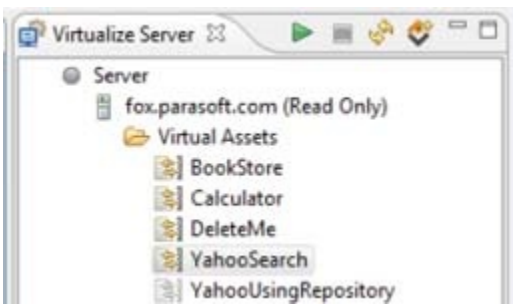 Virtualize Server
Server
fox.parasoft.com (Read Only)
Virtual Assets
BookStore
Calculator
DeleteMe
YahooSearch
YahooUsingRepository